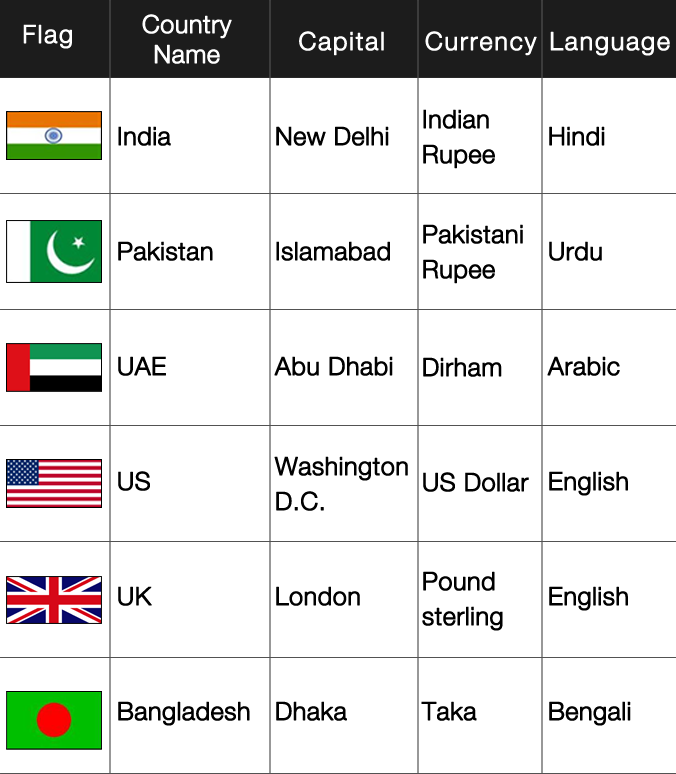 Flag Country Name Capital Currency Language
India New Delhi Indian Rupee Hindi
Pakistan Islamabad Pakistani Rupee Urdu
UAE Abu Dhabi Dirham Arabic
US Washington D.C. US Dollar English
UK London Pound sterling English
Bangladesh Dhaka Taka Bengali